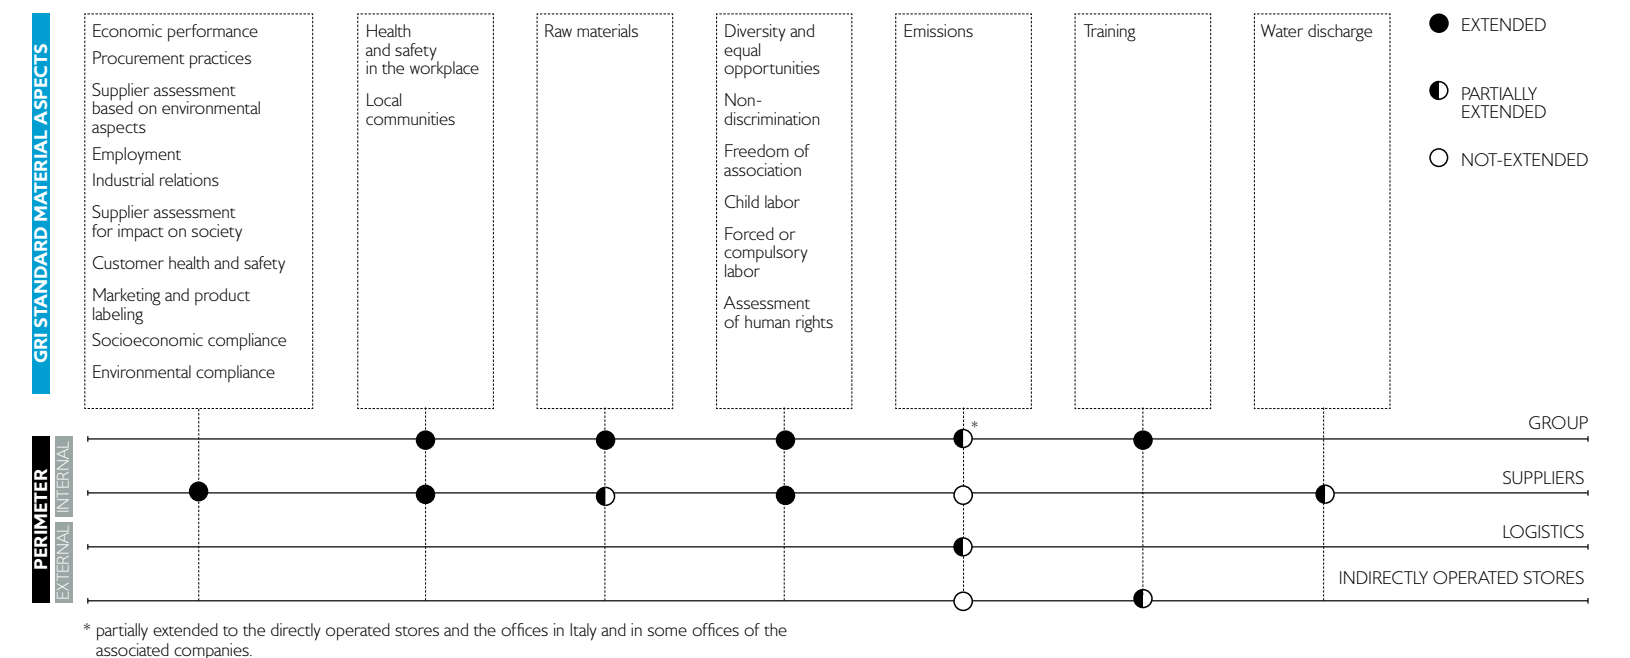 GRI STANDARD MATERIAL ASPECTS
Economic performance
Procurement practices
Supplier assessment
based on environmental
aspects
Employment
Industrial relations
Supplier assessment
for impact on society
Customer health and safety
Marketing and product
labeling
Socioeconomic compliance
Environmental compliance
Health
and safety
in the workplace
Local
communities
Raw materials
Diversity and
equal
opportunities
Non-
discrimination
Freedom of
association
Child labor
Forced or
compulsory
labor
Assessment
of human rights
Emissions
Training
Water discharge
EXTENDED
PARTIALLY
EXTENDED
NOT-EXTENDED
PERIMETER
INTERNAL
EXTERNAL
*
GROUP
SUPPLIERS
LOGISTICS
INDIRECTLY OPERATED STORES
* partially extended to the directly operated stores and the offices in Italy and in some offices of the
associated companies.